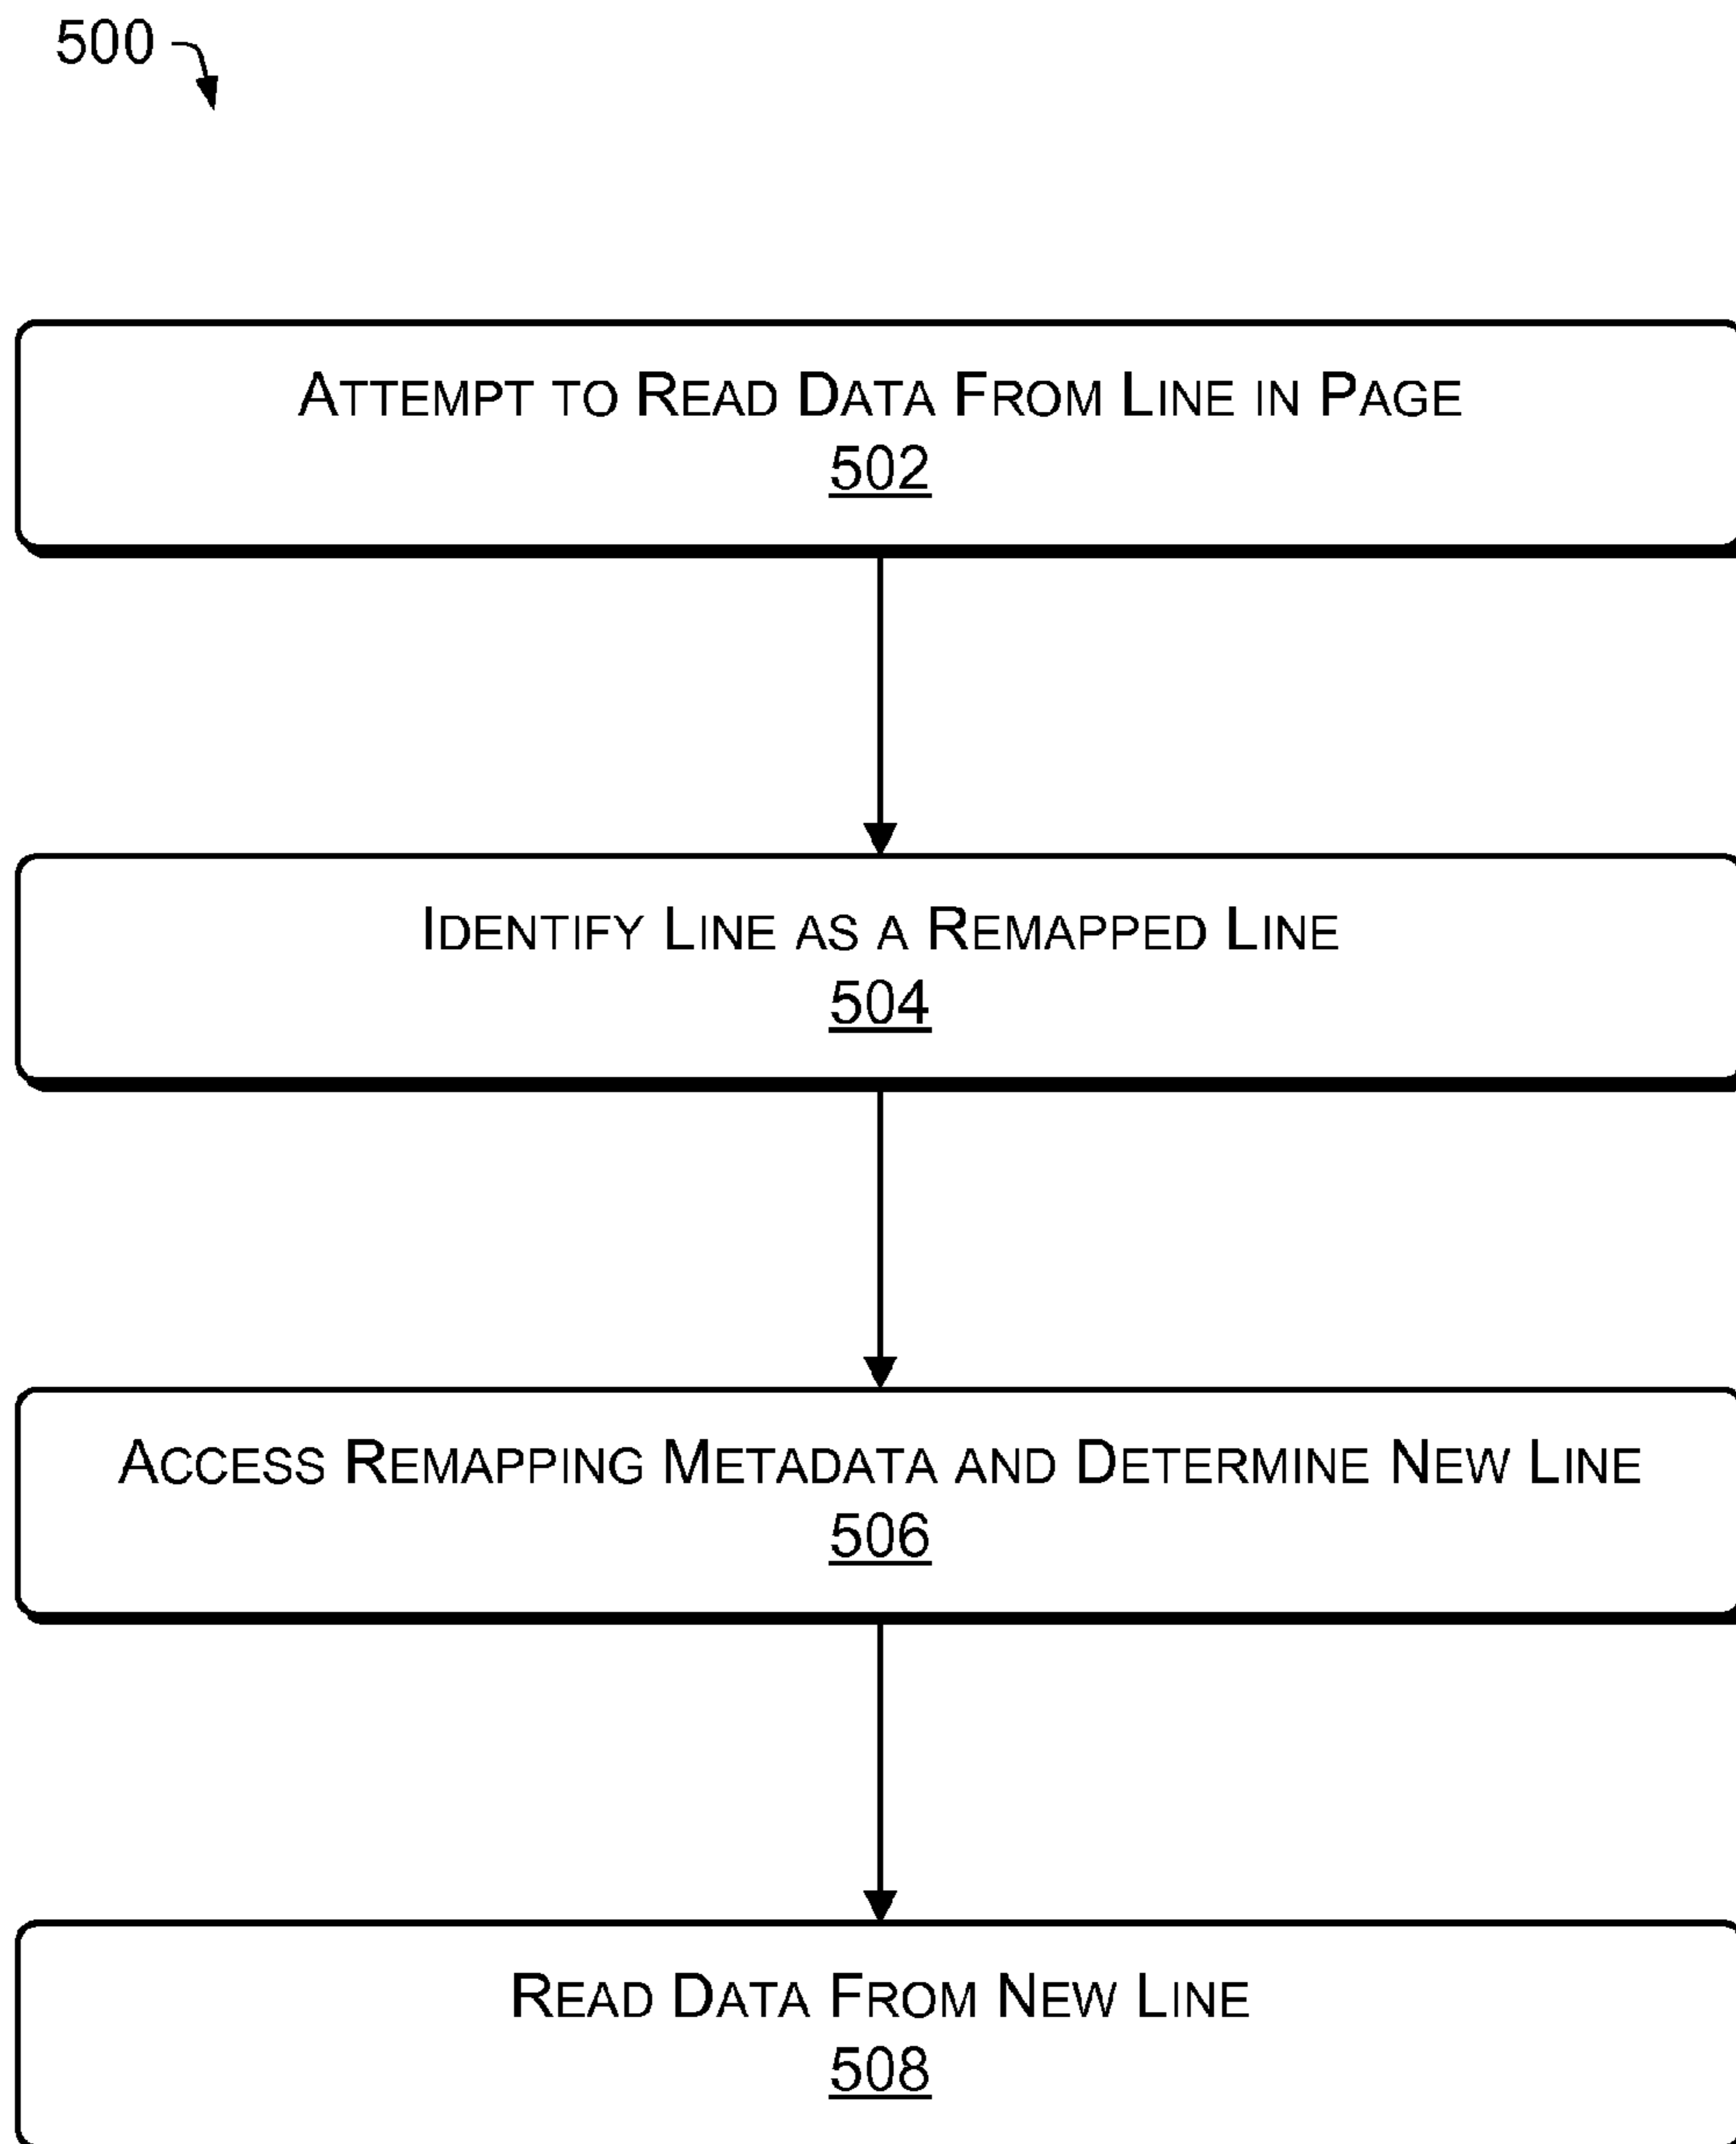 500
ATTEMPT TO READ DATA FROM LINE IN PAGE
502
IDENTIFY LINE AS A REMAPPED LINE
504
ACCESS REMAPPING METADATA AND DETERMINE NEW LINE
506
READ DATA FROM NEW LINE
508